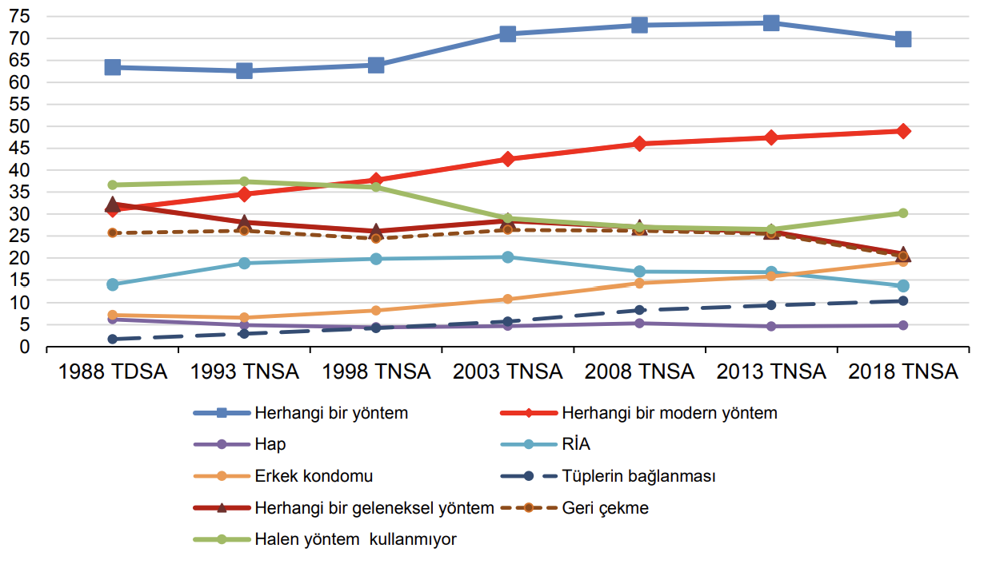 75
70
65
60
55
50
45
40
35
30
25
20
15
10
5
0
1988 TDSA 1993 TNSA 1998 TNSA 2003 TNSA 2008 TNSA 2013 TNSA 2018 TNSA
Herhangi bir yöntem Herhangi bir modern yöntem
Hap RİA
Erkek kondomu Tüplerin bağlanması
Herhangi bir geleneksel yöntem Geri çekme
Halen yöntem kullanmıyor